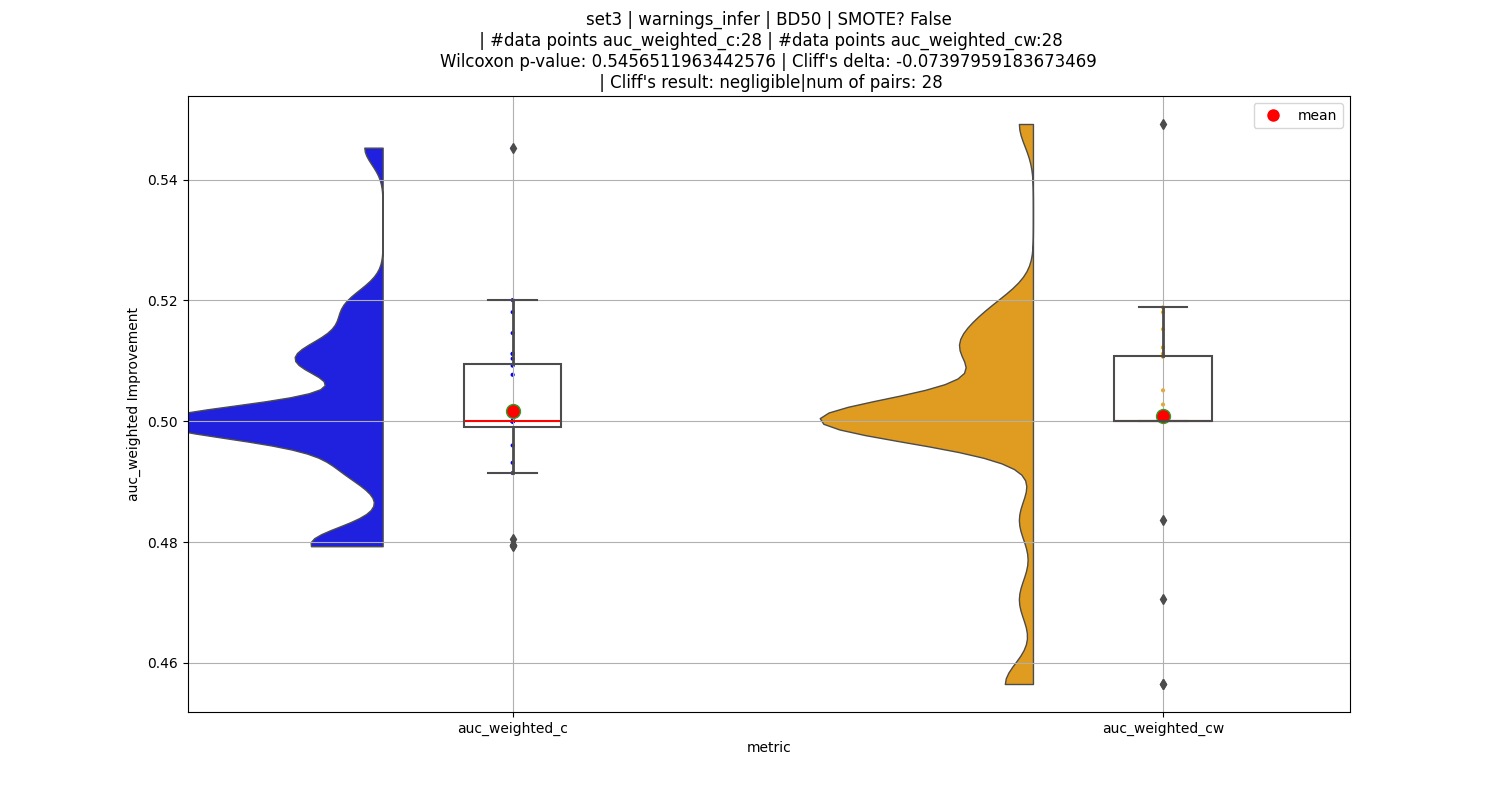 set3 | warnings_infer | BD50 | SMOTE? False
| #data points auc_weighted_c:28 | #data points auc_weighted_cw:28
Wilcoxon p-value: 0.5456511963442576 | Cliff's delta: -0.07397959183673469
| Cliff's result: negligible|num of pairs: 28
mean
auc_weighted Improvement
0.54
0.52
0.50
0.48
0.46
auc_weighted_c
auc_weighted_cw
metric